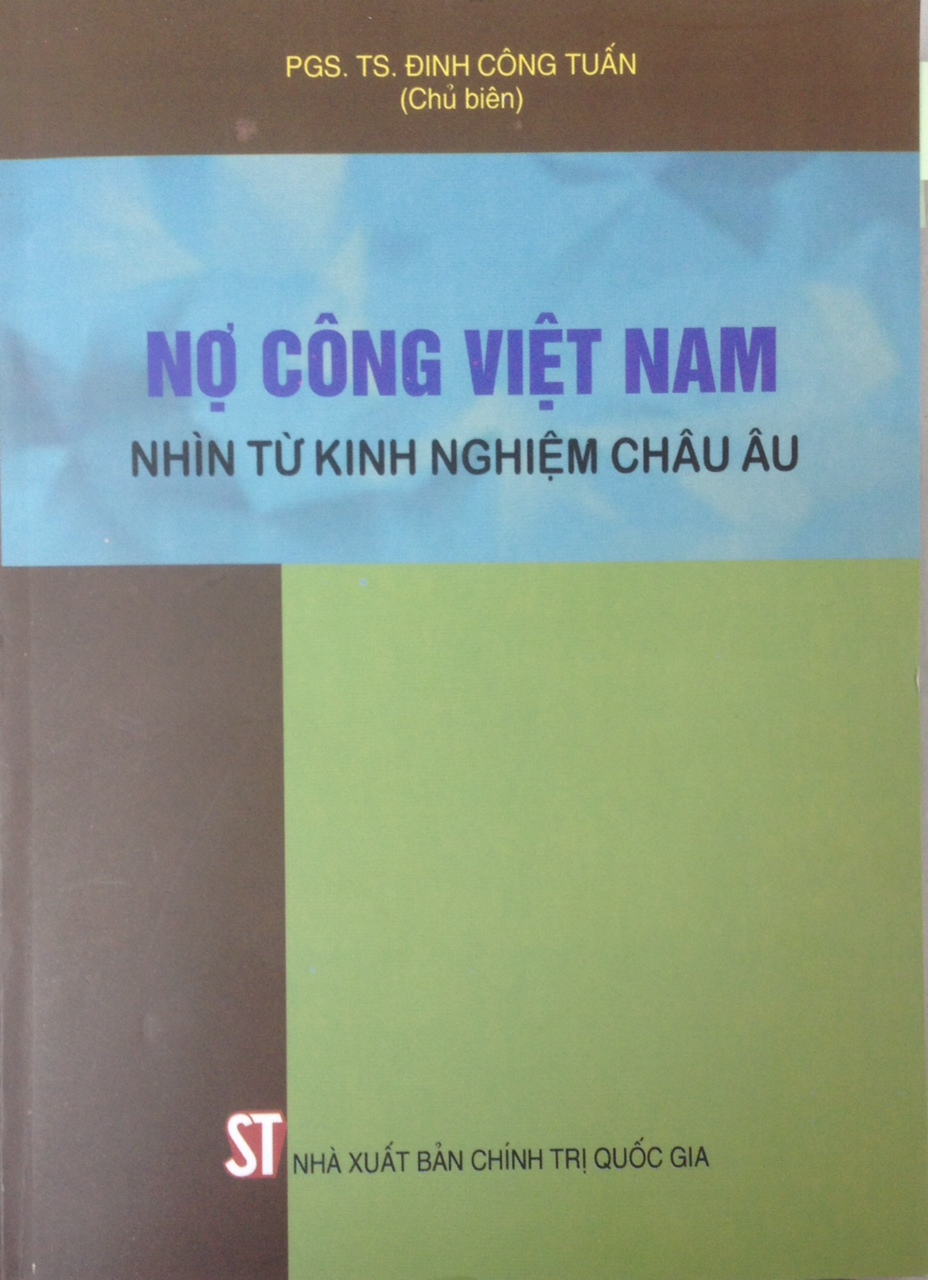 PGS. TS. ĐINH CÔNG TUẤN
(Chủ biên)
NỢ CÔNG VIỆT NAM
NHÌN TỪ KINH NGHIỆM CHÂU ÂU
ST NHÀ XUẤT BẢN CHÍNH TRỊ QUỐC GIA